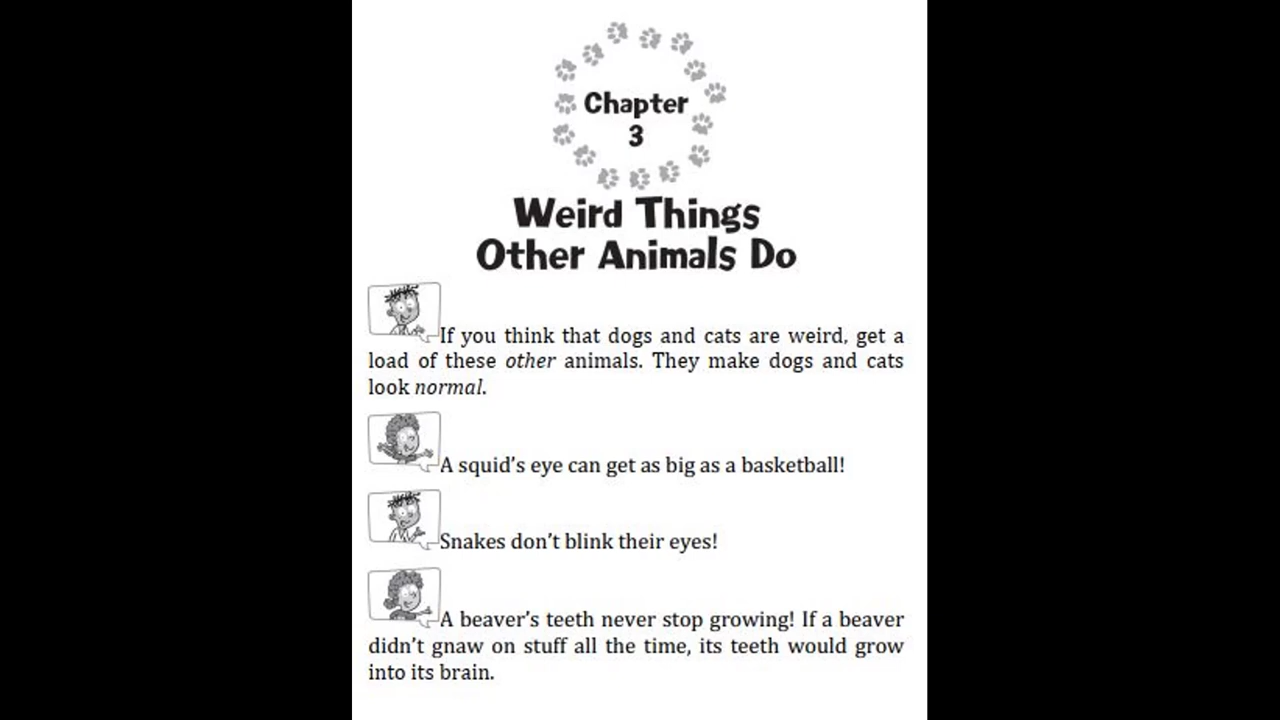 Chapter
3
Weird Things
Other Animals Do
If you think that dogs and cats are weird, get a
load of these other animals. They make dogs and cats
look normal.
A squid’s eye can get as big as a basketball!
Snakes don’t blink their eyes!
A beaver’s teeth never stop growing! If a beaver
didn’t gnaw on stuff all the time, its teeth would grow
into its brain.